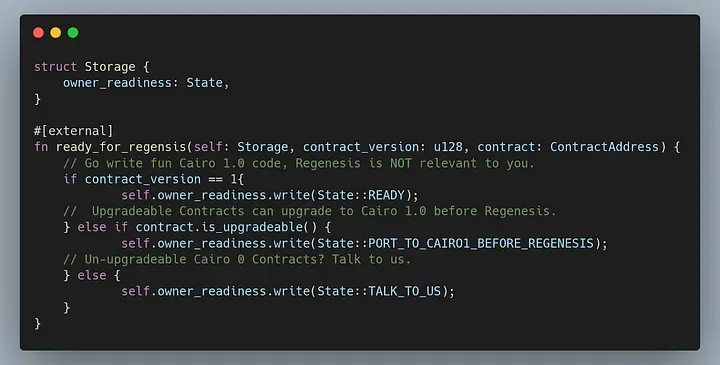 struct Storage {
    owner_readiness: State,
}

#[external]
fn ready_for_regensis(self: Storage, contract_version: u128, contract: ContractAddress) {
    // Go write fun Cairo 1.0 code, Regenesis is NOT relevant to you.
    if contract_version == 1{
            self.owner_readiness.write(State::READY);
    //  Upgradeable Contracts can upgrade to Cairo 1.0 before Regenesis.
    } else if contract.is_upgradeable() {
            self.owner_readiness.write(State::PORT_TO_CAIRO1_BEFORE_REGENESIS);
    // Un-upgradeable Cairo 0 Contracts? Talk to us.
    } else {
            self.owner_readiness.write(State::TALK_TO_US);
    }
}